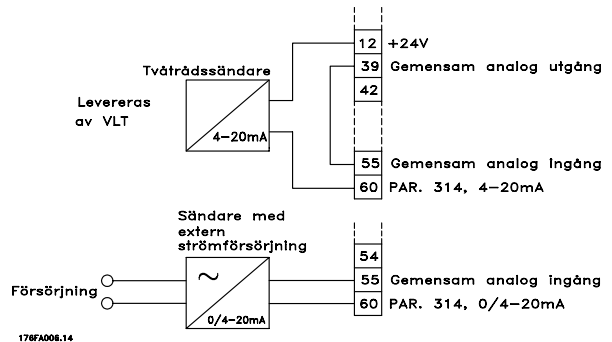 12 +24V
Tvåtrådssändare
39 Gemensam analog utgång
42
Levereras
av VLT
4-20mA
55 Gemensam analog ingång
60 PAR. 314, 4-20mA
Sändare med
extern
strömförsörjning
54
~
55 Gemensam analog ingång
Försörjning
60 PAR. 314, 0/4-20mA
0/4-20mA
176FA006.14